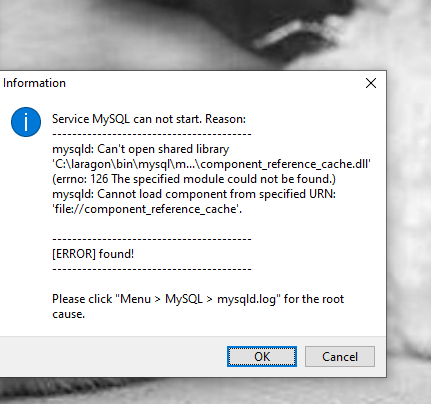 Information
Service MySQL can not start. Reason:
----------------------------------------
mysqld: Can't open shared library
'C:\laragon\bin\mysql\m...\component_reference_cache.dll'
(errno: 126 The specified module could not be found.)
mysqld: Cannot load component from specified URN:
'file://component_reference_cache'.
----------------------------------------
[ERROR] found!
----------------------------------------
Please click "Menu > MySQL > mysqld.log" for the root
cause.
OK
Cancel